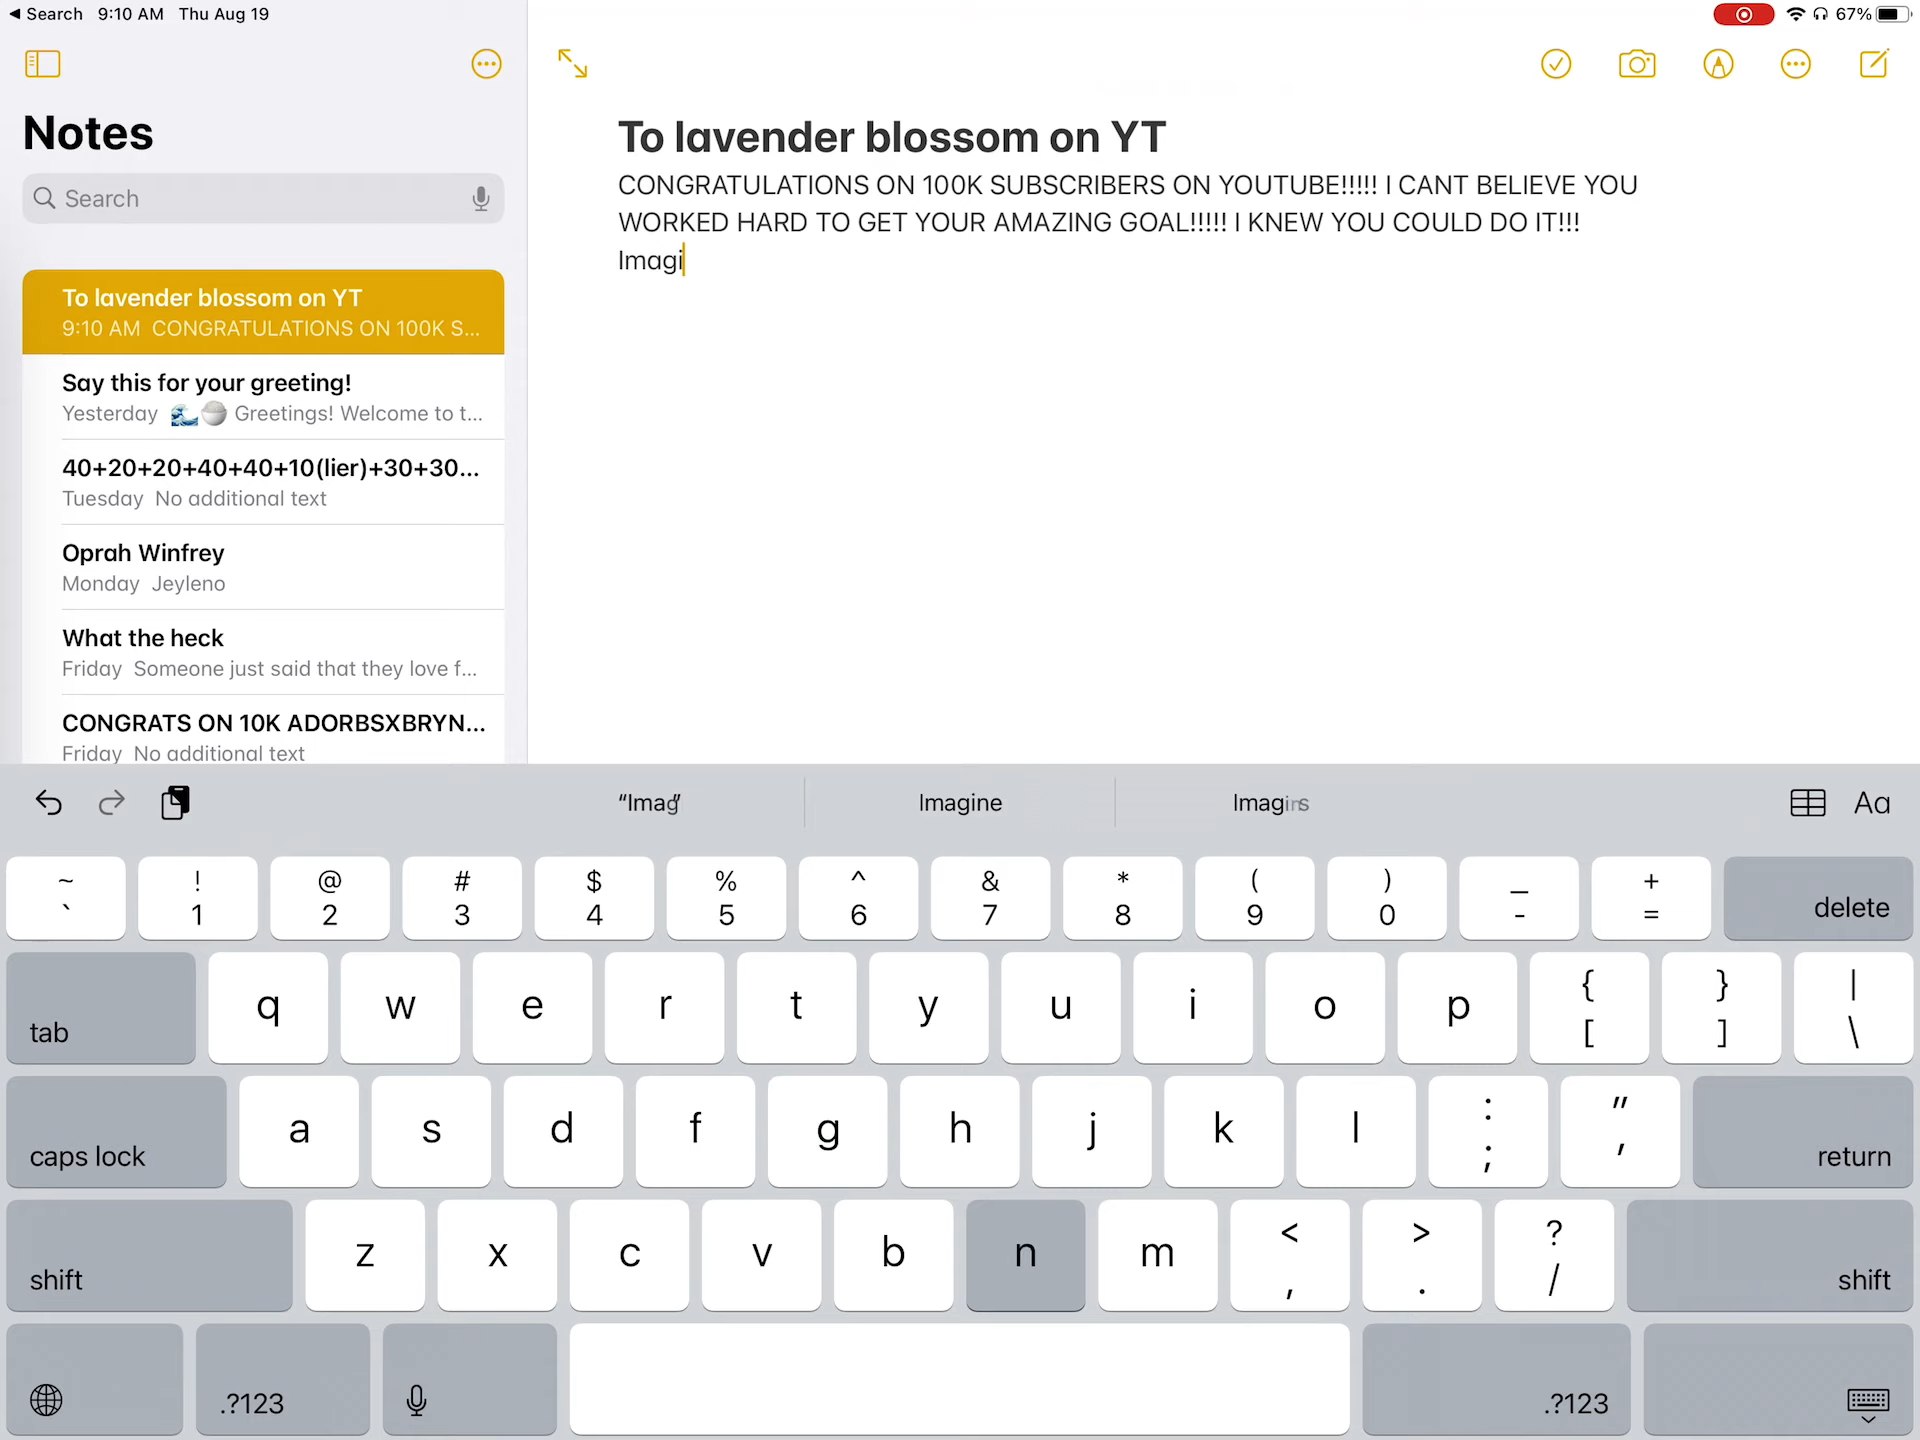 Search 9:10 AM Thu Aug 19
67%
Notes
Search
To lavender blossom on YT
9:10 AM CONGRATULATIONS ON 100K S...
Say this for your greeting!
Yesterday 🌊🍚 Greetings! Welcome to t...
40+20+20+40+40+10(lier)+30+30...
Tuesday No additional text
Oprah Winfrey
Monday Jeyleno
What the heck
Friday Someone just said that they love f...
CONGRATS ON 10K ADORBSXBRYN...
Friday No additional text
To lavender blossom on YT
CONGRATULATIONS ON 100K SUBSCRIBERS ON YOUTUBE!!!!! I CANT BELIEVE YOU
WORKED HARD TO GET YOUR AMAZING GOAL!!!!! I KNEW YOU COULD DO IT!!!
Imagi
“Imag” Imagine Imagins
Aa
~ ! @ # $ % ^ & * ( ) _ +
` 1 2 3 4 5 6 7 8 9 0 - = delete
tab q w e r t y u i o p { [ } ] | \
caps lock a s d f g h j k l : ; " ' return
shift z x c v b n m < , > . ? / shift
.?123 .?123